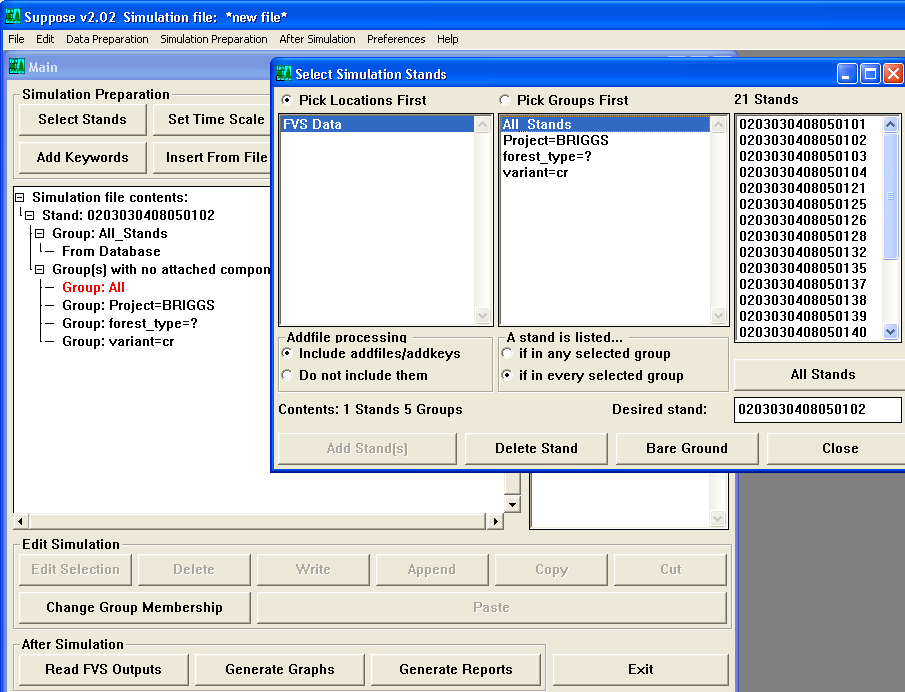 Suppose v2.02 Simulation file: *new file*
File Edit Data Preparation Simulation Preparation After Simulation Preferences Help
Main
Simulation Preparation
Select Stands
Set Time Scale
Add Keywords
Insert From File
Simulation file contents:
Stand: 0203030408050102
Group: All_Stands
From Database
Group(s) with no attached compon
Group: All
Group: Project=BRIGGS
Group: forest_type=?
Group: variant=cr
Select Simulation Stands
Pick Locations First
FVS Data
Pick Groups First
All_Stands
Project=BRIGGS
forest_type=?
variant=cr
21 Stands
0203030408050101
0203030408050102
0203030408050103
0203030408050104
0203030408050121
0203030408050125
0203030408050126
0203030408050128
0203030408050132
0203030408050135
0203030408050137
0203030408050138
0203030408050139
0203030408050140
Addfile processing
Include addfiles/addkeys
Do not include them
A stand is listed...
if in any selected group
if in every selected group
All Stands
Contents: 1 Stands 5 Groups
Desired stand:
0203030408050102
Add Stand(s)
Delete Stand
Bare Ground
Close
Edit Simulation
Edit Selection
Delete
Write
Append
Copy
Cut
Change Group Membership
Paste
After Simulation
Read FVS Outputs
Generate Graphs
Generate Reports
Exit